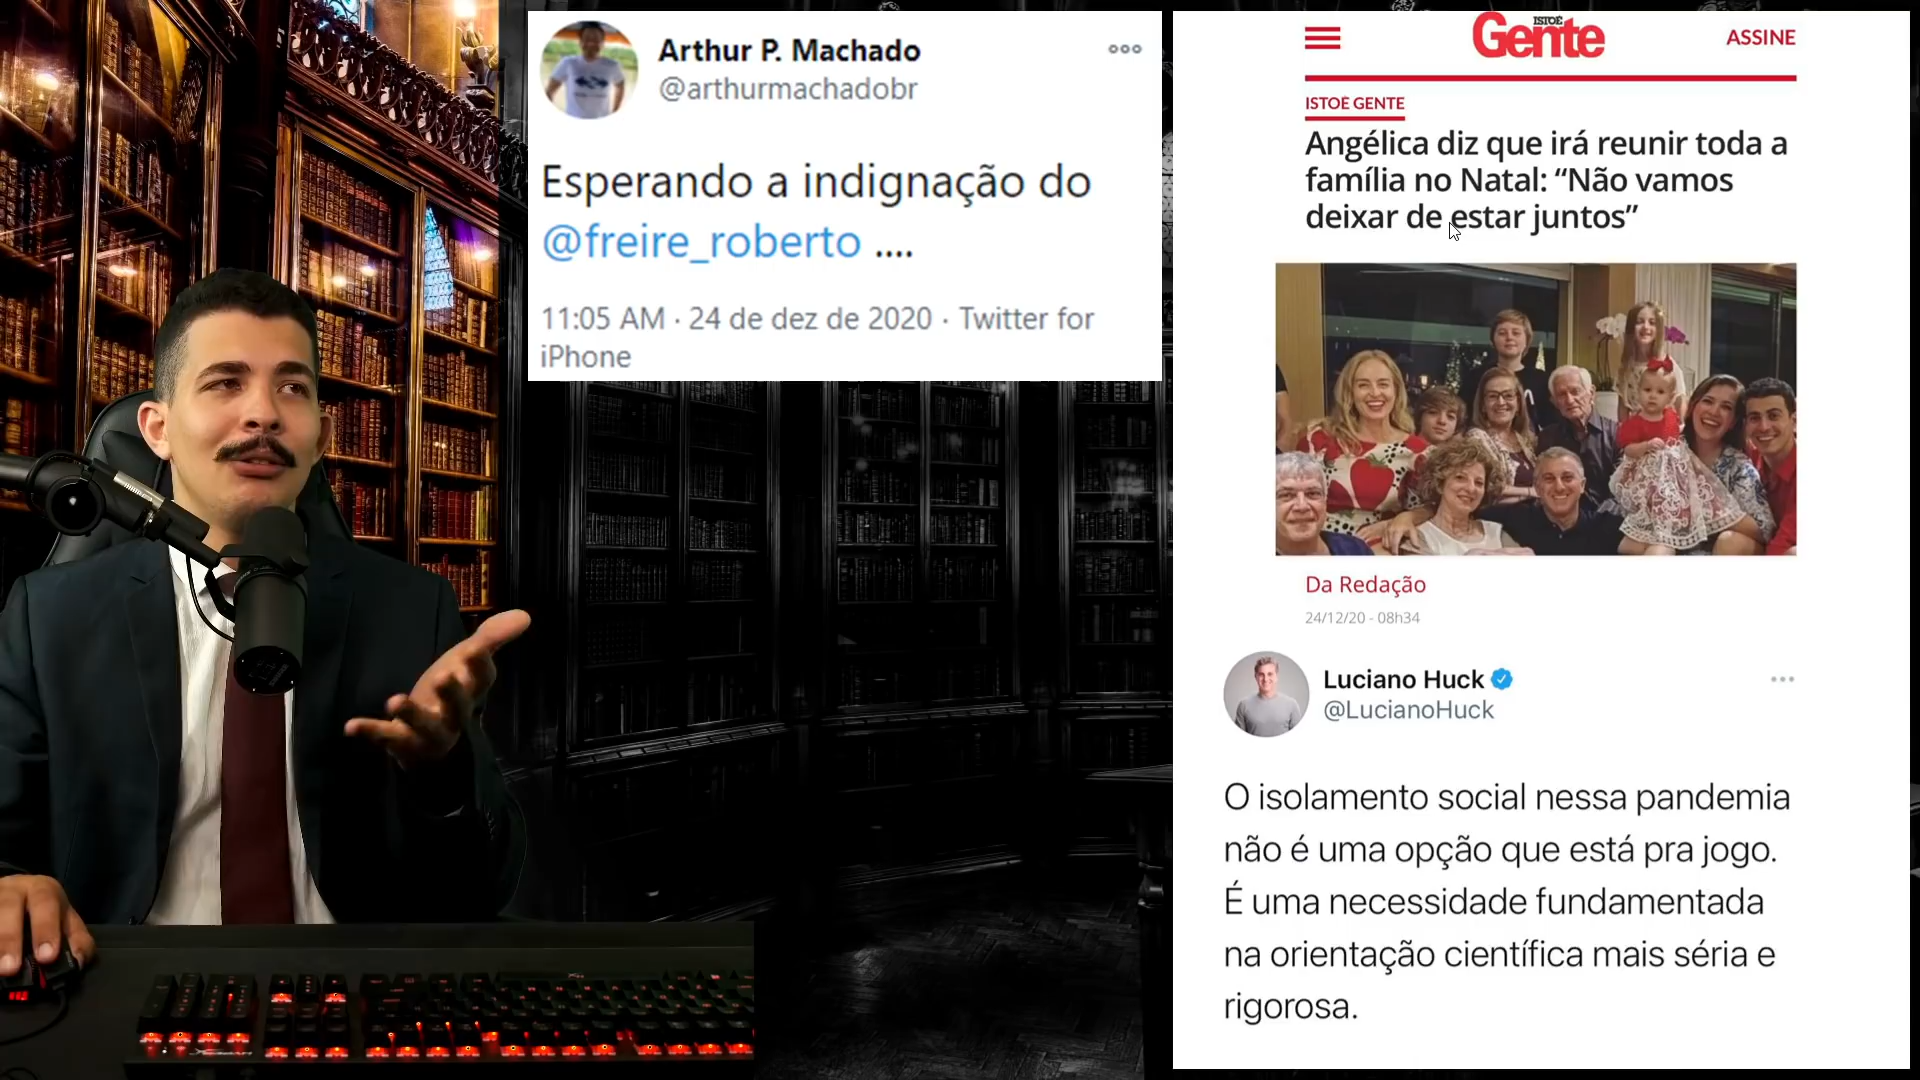 Arthur P. Machado
@arthurmachadobr
Esperando a indignação do
@freire_roberto ....
11:05 AM · 24 de dez de 2020 · Twitter for
iPhone
ISTOÉ
Gente
ASSINE
ISTOÉ GENTE
Angélica diz que irá reunir toda a
família no Natal: “Não vamos
deixar de estar juntos”
Da Redação
24/12/20 - 08h34
Luciano Huck
@LucianoHuck
O isolamento social nessa pandemia
não é uma opção que está pra jogo.
É uma necessidade fundamentada
na orientação científica mais séria e
rigorosa.